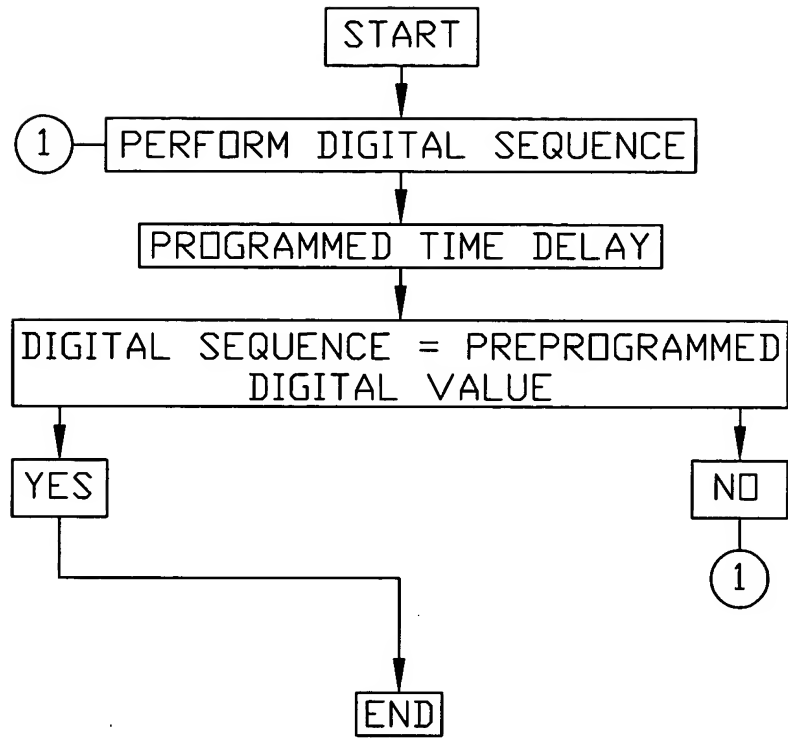 START
1 PERFORM DIGITAL SEQUENCE
PROGRAMMED TIME DELAY
DIGITAL SEQUENCE = PREPROGRAMMED
DIGITAL VALUE
YES NO
1
END